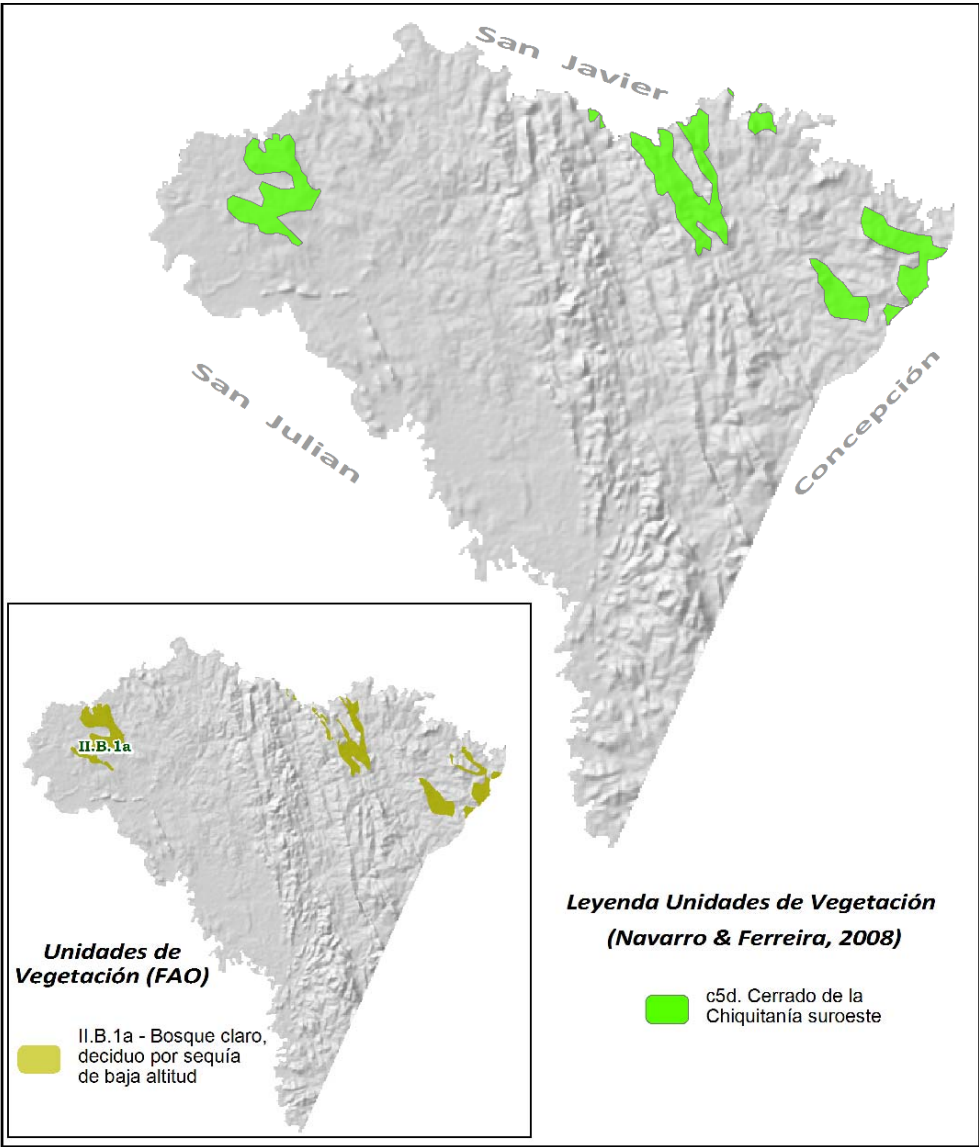 San Javier
San Julian
Concepción
II.B.1a
Unidades de
Vegetación (FAO)
II.B.1a - Bosque claro,
deciduo por sequía
de baja altitud
Leyenda Unidades de Vegetación
(Navarro & Ferreira, 2008)
c5d. Cerrado de la
Chiquitanía suroeste